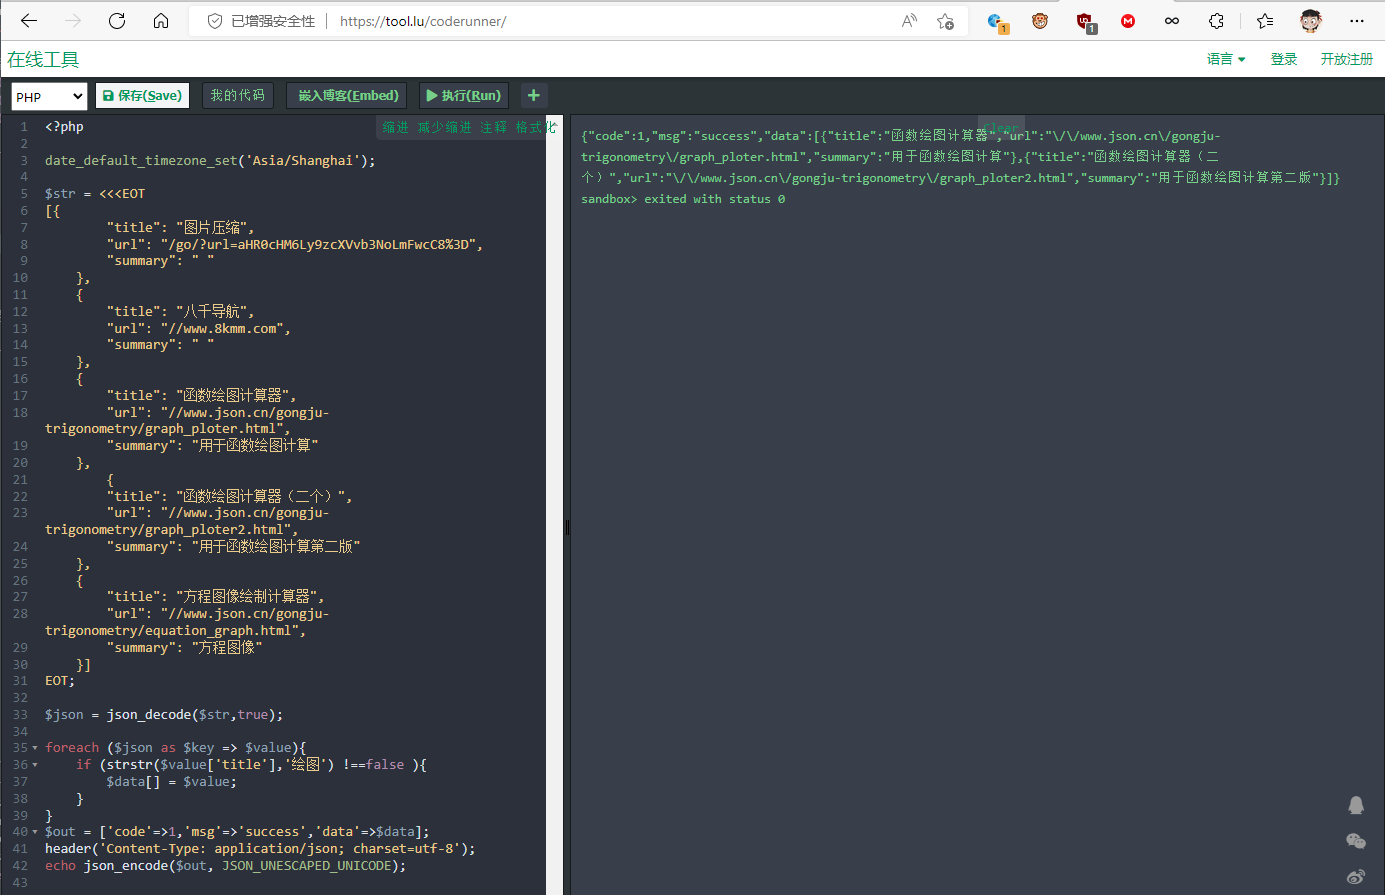 已增强安全性 https://tool.lu/coderunner/
1 1 M
在线工具 语言 登录 开放注册
PHP 保存(Save) 我的代码 嵌入博客(Embed) 执行(Run) +
缩进 减少缩进 注释 格式化
1 <?php
2
3 date_default_timezone_set('Asia/Shanghai');
4
5 $str = <<<EOT
6 [{
7 "title": "图片压缩",
8 "url": "/go/?url=aHR0cHM6Ly9zcXVvb3NoLmFwcC8%3D",
9 "summary": " "
10 },
11 {
12 "title": "八千导航",
13 "url": "//www.8kmm.com",
14 "summary": " "
15 },
16 {
17 "title": "函数绘图计算器",
18 "url": "//www.json.cn/gongju-
trigonometry/graph_ploter.html",
19 "summary": "用于函数绘图计算"
20 },
21 {
22 "title": "函数绘图计算器（二个）",
23 "url": "//www.json.cn/gongju-
trigonometry/graph_ploter2.html",
24 "summary": "用于函数绘图计算第二版"
25 },
26 {
27 "title": "方程图像绘制计算器",
28 "url": "//www.json.cn/gongju-
trigonometry/equation_graph.html",
29 "summary": "方程图像"
30 }]
31 EOT;
32
33 $json = json_decode($str,true);
34
35 foreach ($json as $key => $value){
36 if (strstr($value['title'],'绘图') !==false ){
37 $data[] = $value;
38 }
39 }
40 $out = ['code'=>1,'msg'=>'success','data'=>$data];
41 header('Content-Type: application/json; charset=utf-8');
42 echo json_encode($out, JSON_UNESCAPED_UNICODE);
43
Clear
{"code":1,"msg":"success","data":[{"title":"函数绘图计算器","url":"\/\/www.json.cn\/gongju-
trigonometry\/graph_ploter.html","summary":"用于函数绘图计算"},{"title":"函数绘图计算器（二
个）","url":"\/\/www.json.cn\/gongju-trigonometry\/graph_ploter2.html","summary":"用于函数绘图计算第二版"}]}
sandbox> exited with status 0